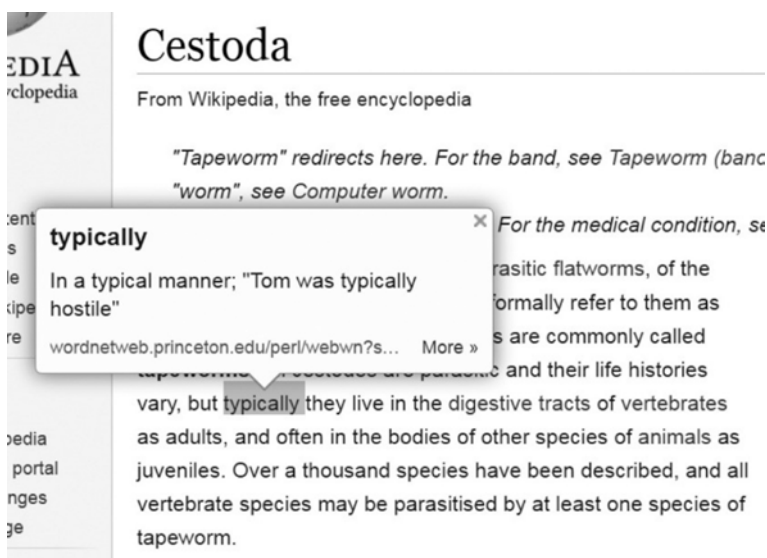 EDIA
clopedia
Cestoda
From Wikipedia, the free encyclopedia
"Tapeworm" redirects here. For the band, see Tapeworm (band
"worm", see Computer worm.
For the medical condition, se
typically
In a typical manner; "Tom was typically
hostile"
wordnetweb.princeton.edu/perl/webwn?s... More »
rasitic flatworms, of the
formally refer to them as
s are commonly called
and their life histories
vary, but typically they live in the digestive tracts of vertebrates
as adults, and often in the bodies of other species of animals as
juveniles. Over a thousand species have been described, and all
vertebrate species may be parasitised by at least one species of
tapeworm.
tent
s
le
kipe
re
pedia
portal
nges
ge